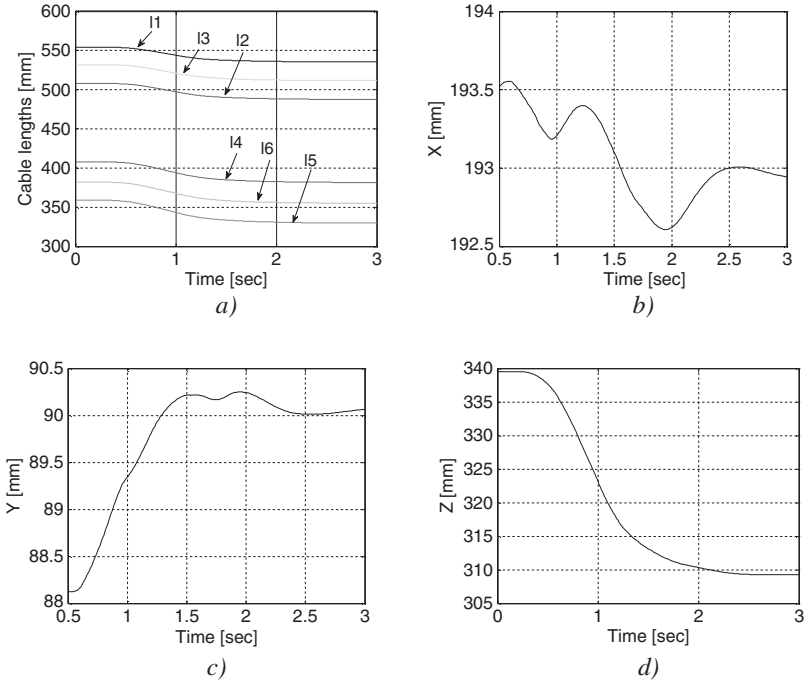 600
550
500
450
400
350
300
Cable lengths [mm]
l1
l3
l2
l4
l6
l5
0
1
2
3
Time [sec]
a)
194
193.5
193
192.5
X [mm]
0.5
1
1.5
2
2.5
3
Time [sec]
b)
90.5
90
89.5
89
88.5
88
Y [mm]
0.5
1
1.5
2
2.5
3
Time [sec]
c)
340
335
330
325
320
315
310
305
Z [mm]
0
1
2
3
Time [sec]
d)